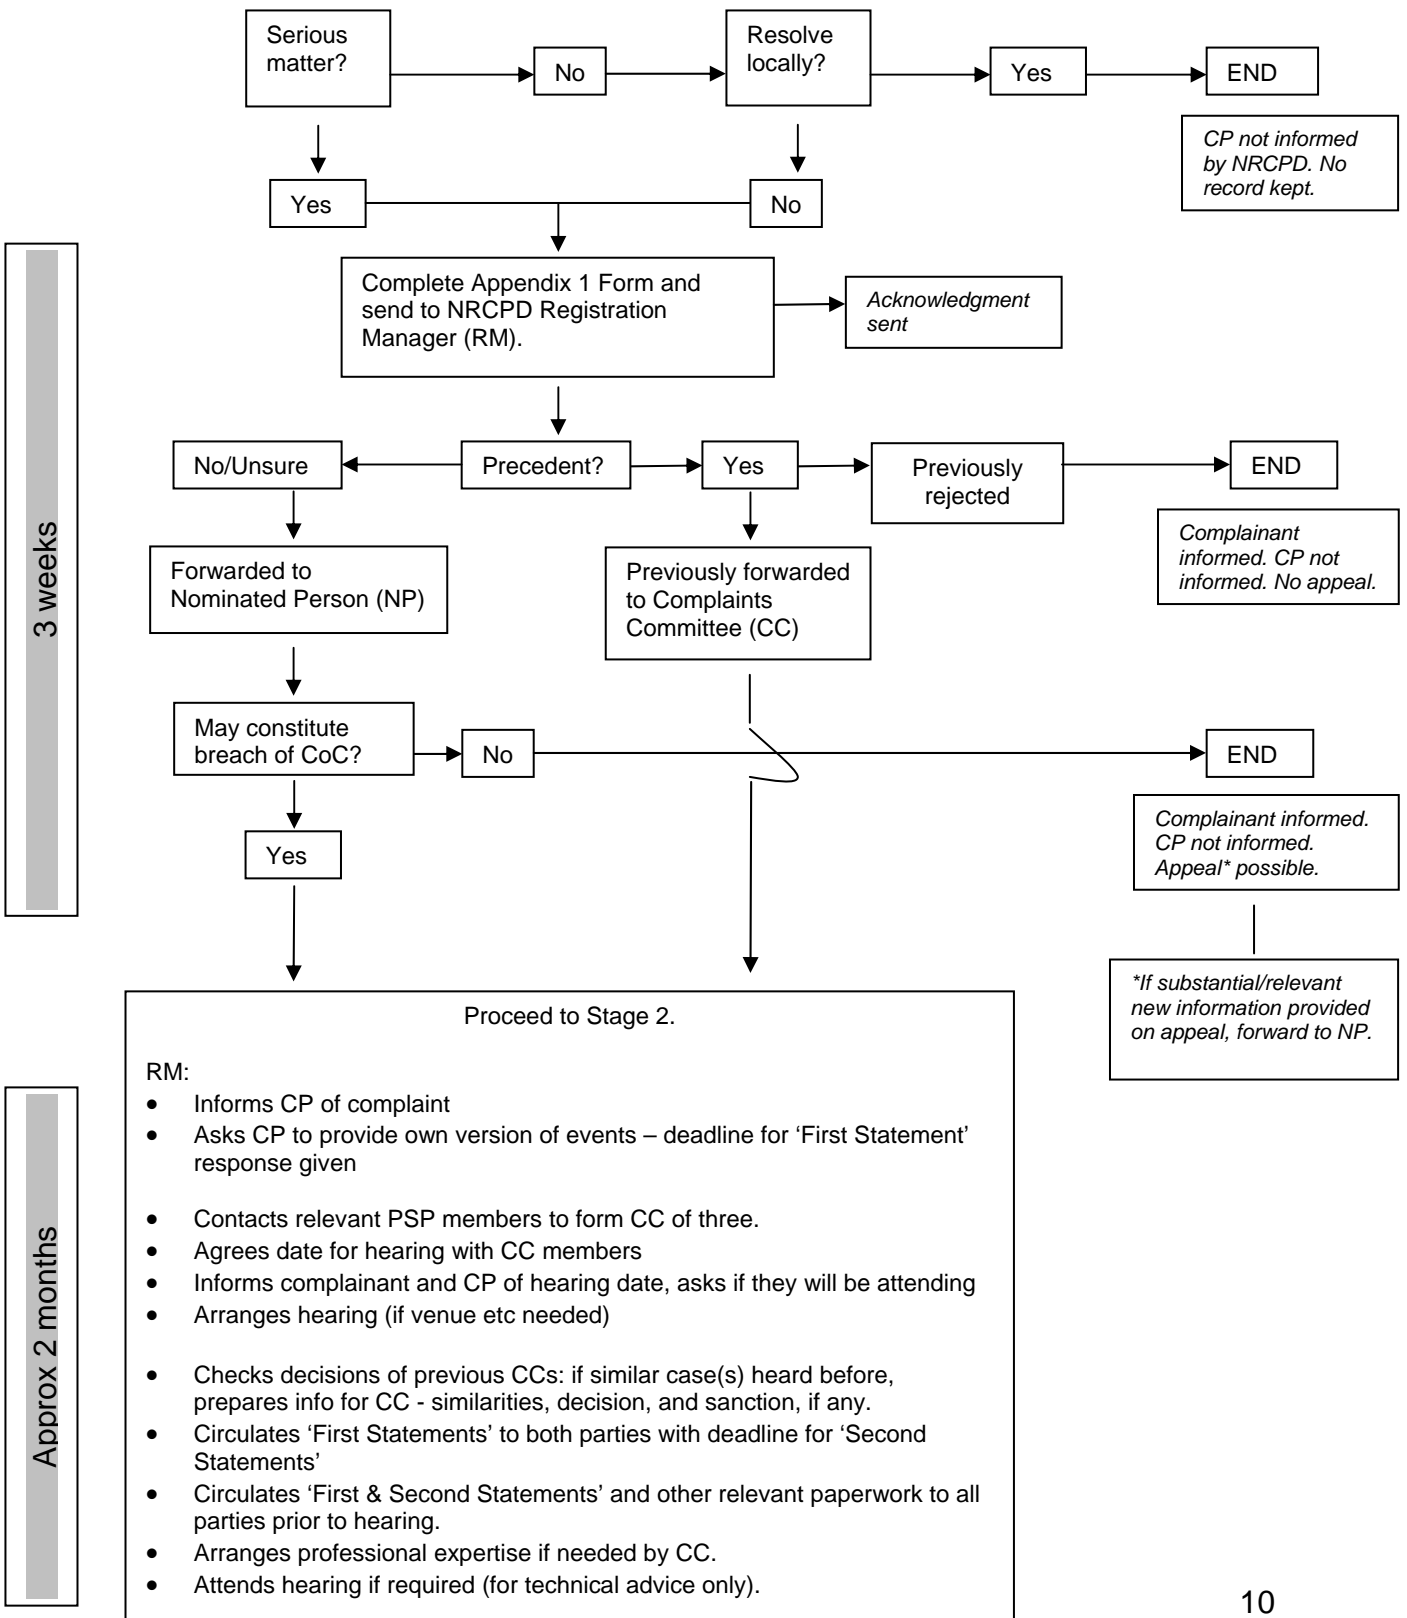 Serious
matter?
No
Resolve
locally?
Yes
END
CP not informed
by NRCPD. No
record kept.
Yes
No
Complete Appendix 1 Form and
send to NRCPD Registration
Manager (RM).
Acknowledgment
sent
No/Unsure
Precedent?
Yes
Previously
rejected
END
Complainant
informed. CP not
informed. No appeal.
Forwarded to
Nominated Person (NP)
Previously forwarded
to Complaints
Committee (CC)
3 weeks
May constitute
breach of CoC?
No
END
Complainant informed.
CP not informed.
Appeal* possible.
Yes
*If substantial/relevant
new information provided
on appeal, forward to NP.
Proceed to Stage 2.
RM:
• Informs CP of complaint
• Asks CP to provide own version of events – deadline for ‘First Statement’
response given
• Contacts relevant PSP members to form CC of three.
• Agrees date for hearing with CC members
• Informs complainant and CP of hearing date, asks if they will be attending
• Arranges hearing (if venue etc needed)
• Checks decisions of previous CCs: if similar case(s) heard before,
prepares info for CC - similarities, decision, and sanction, if any.
• Circulates ‘First Statements’ to both parties with deadline for ‘Second
Statements’
• Circulates ‘First & Second Statements’ and other relevant paperwork to all
parties prior to hearing.
• Arranges professional expertise if needed by CC.
• Attends hearing if required (for technical advice only).
Approx 2 months
10